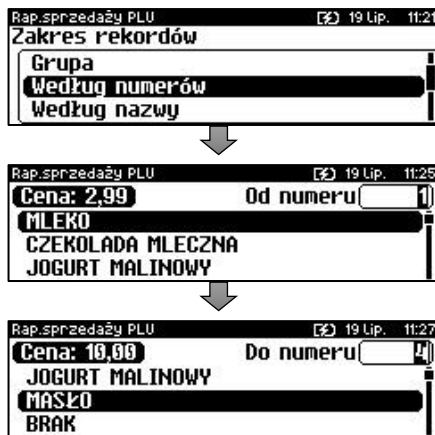 Rap.sprzedaży PLU 19 Lip. 11:21
Zakres rekordów
Grupa
Według numerów
Według nazwy
Rap.sprzedaży PLU 19 Lip. 11:25
Cena: 2,99 Od numeru 1
MLEKO
CZEKOLADA MLECZNA
JOGURT MALINOWY
Rap.sprzedaży PLU 19 Lip. 11:27
Cena: 10,00 Do numeru 4
JOGURT MALINOWY
MASŁO
BRAK